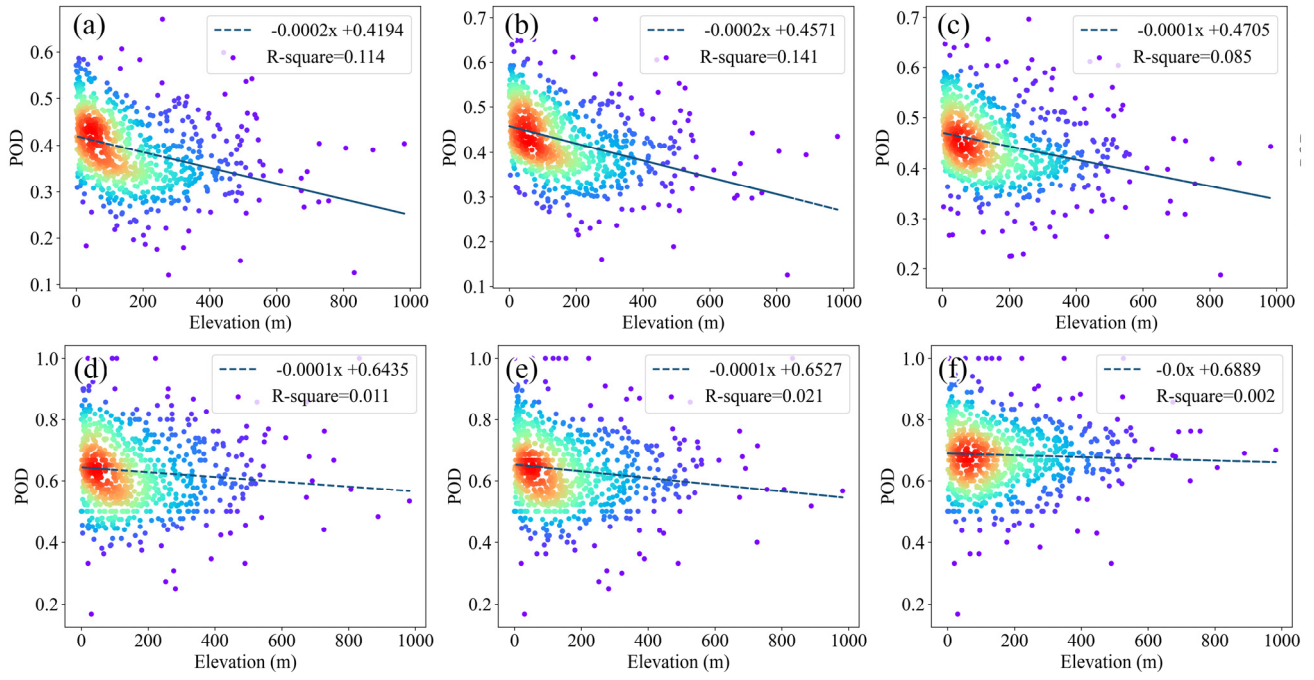 (a)
-0.0002x +0.4194
R-square=0.114
POD
0.6
0.5
0.4
0.3
0.2
0.1
0 200 400 600 800 1000
Elevation (m)
(b)
-0.0002x +0.4571
R-square=0.141
POD
0.7
0.6
0.5
0.4
0.3
0.2
0.1
0 200 400 600 800 1000
Elevation (m)
(c)
-0.0001x +0.4705
R-square=0.085
POD
0.7
0.6
0.5
0.4
0.3
0.2
0 200 400 600 800 1000
Elevation (m)
(d)
-0.0001x +0.6435
R-square=0.011
POD
1.0
0.8
0.6
0.4
0.2
0 200 400 600 800 1000
Elevation (m)
(e)
-0.0001x +0.6527
R-square=0.021
POD
1.0
0.8
0.6
0.4
0.2
0 200 400 600 800 1000
Elevation (m)
(f)
-0.0x +0.6889
R-square=0.002
POD
1.0
0.8
0.6
0.4
0.2
0 200 400 600 800 1000
Elevation (m)